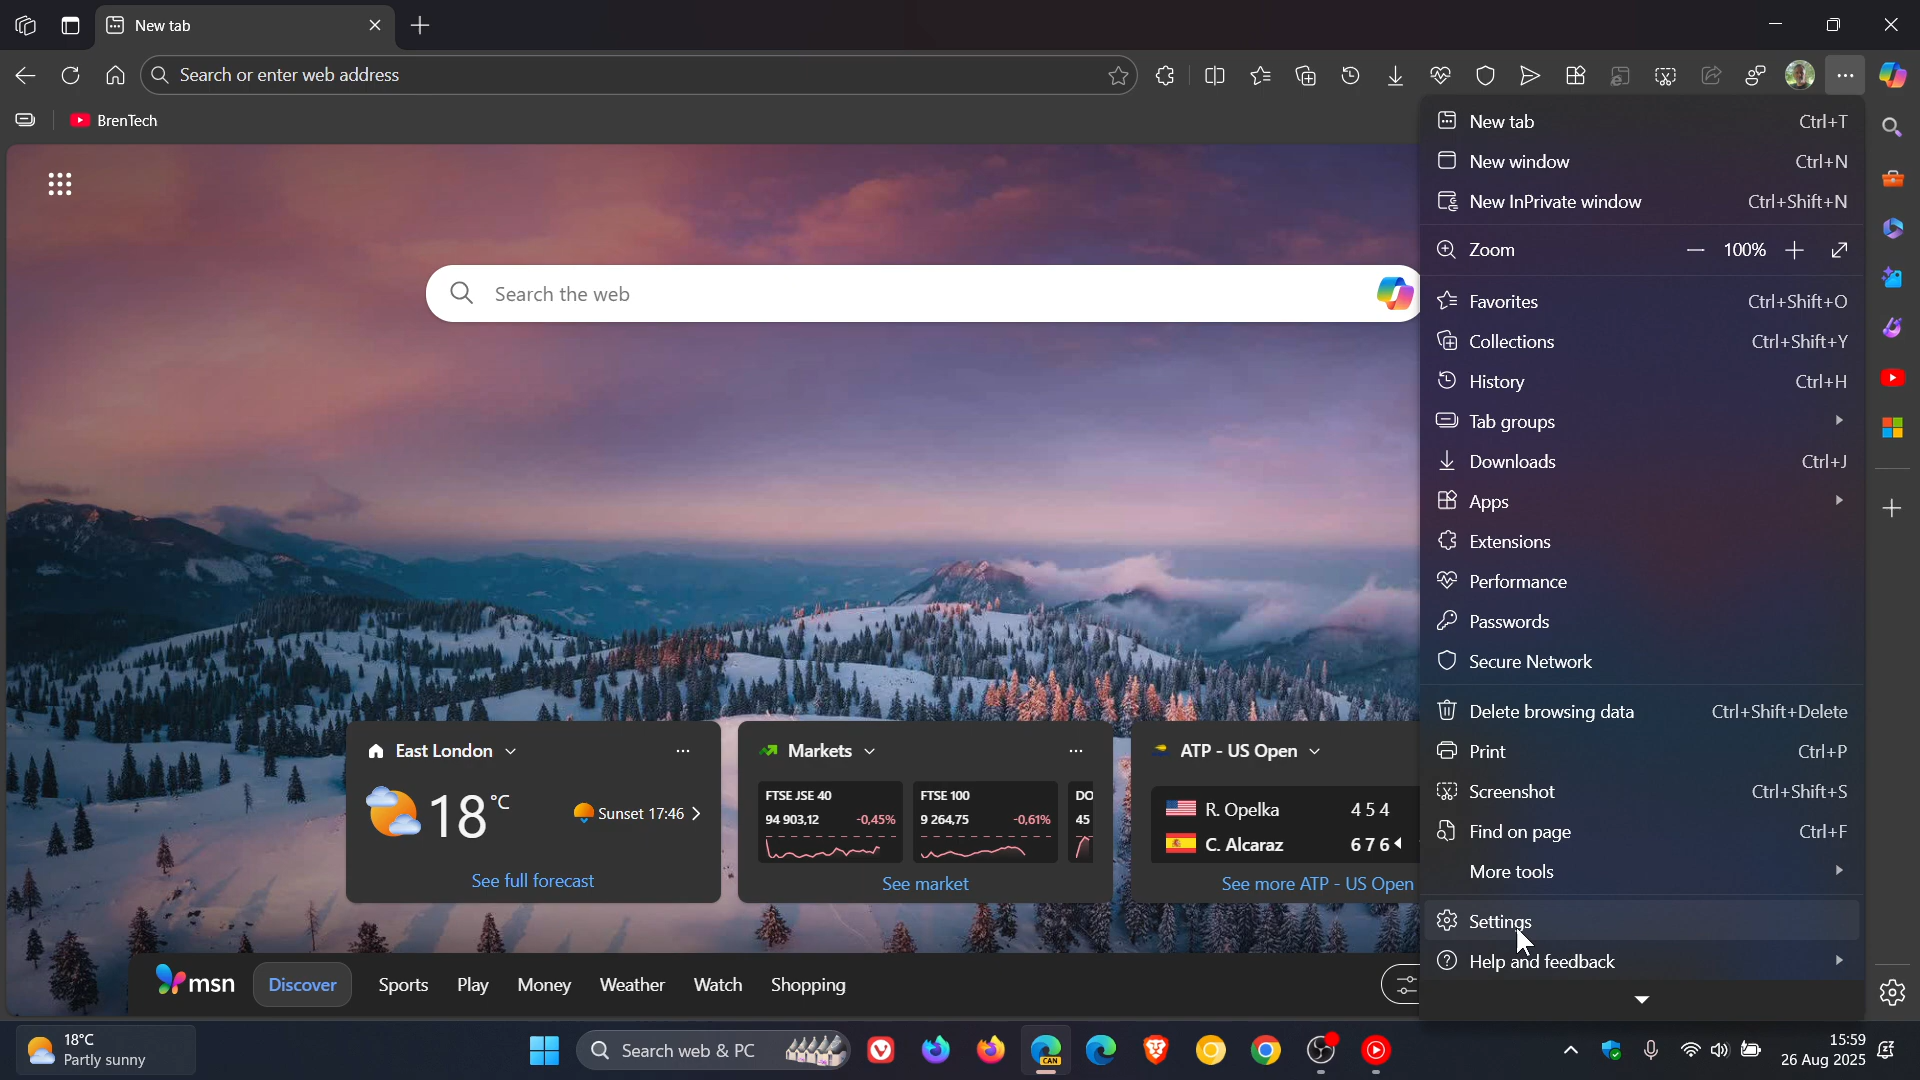 New tab
Search or enter web address
BrenTech
New tab Ctrl+T
New window Ctrl+N
New InPrivate window Ctrl+Shift+N
Zoom 100%
Favorites Ctrl+Shift+O
Collections Ctrl+Shift+Y
History Ctrl+H
Tab groups
Downloads Ctrl+J
Apps
Extensions
Performance
Passwords
Secure Network
Delete browsing data Ctrl+Shift+Delete
Print Ctrl+P
Screenshot Ctrl+Shift+S
Find on page Ctrl+F
More tools
Settings
Help and feedback
Search the web
East London
18 °C
Sunset 17:46
See full forecast
Markets
FTSE JSE 40
94 903,12 -0,45%
FTSE 100
9 264,75 -0,61%
DO
45
See market
ATP - US Open
R. Opelka 4 5 4
C. Alcaraz 6 7 6
See more ATP - US Open
msn Discover Sports Play Money Weather Watch Shopping
18°C
Partly sunny
Search web & PC
CAN
15:59
26 Aug 2025